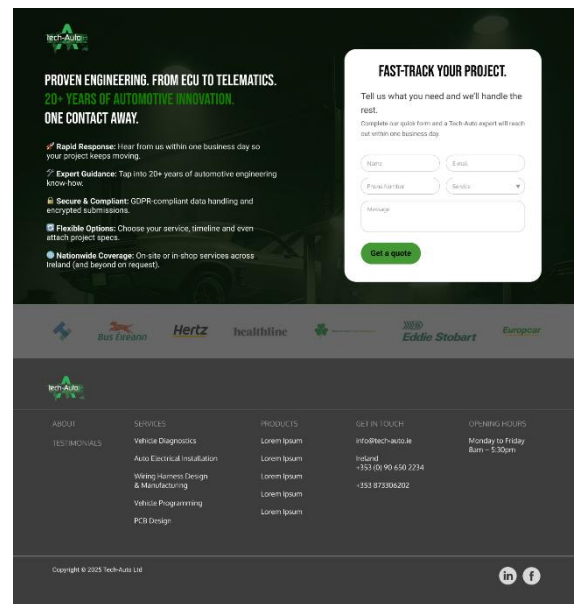 tech-Auto
PROVEN ENGINEERING. FROM ECU TO TELEMATICS.
20+ YEARS OF AUTOMOTIVE INNOVATION.
ONE CONTACT
AWAY.
Rapid Response: Hear from us within one business day so
your project keeps moving.
Expert Guidance: Tap into 20+ years of automotive engineering
know-how.
Secure & Compliant: GDPR-compliant data handling and
encrypted submissions.
Flexible Options: Choose your service, timeline and even
attach project specs.
Nationwide Coverage: On-site or in-shop services across
Ireland (and beyond on request).
FAST-TRACK YOUR PROJECT.
Tell us what you need and we'll handle the
rest.
Complete our quick form and a Tech-Auto expert will reach
out within one business day.
Name
Email
Phone Number
Service
Message
Get a quote
Bus Éireann
Hertz
healthline
Eddie Stobart
Europcar
tech-Auto
ABOUT
TESTIMONIALS
SERVICES
Vehicle Diagnostics
Auto Electrical Installation
Wiring Harness Design
& Manufacturing
Vehicle Programming
PCB Design
PRODUCTS
Lorem Ipsum
Lorem Ipsum
Lorem Ipsum
Lorem Ipsum
Lorem Ipsum
GET IN TOUCH
info@tech-auto.ie
Ireland
+353 (0) 90 650 2234
+353 873306202
OPENING HOURS
Monday to Friday
8am – 5:30pm
Copyright © 2025 Tech-Auto Ltd
in
f